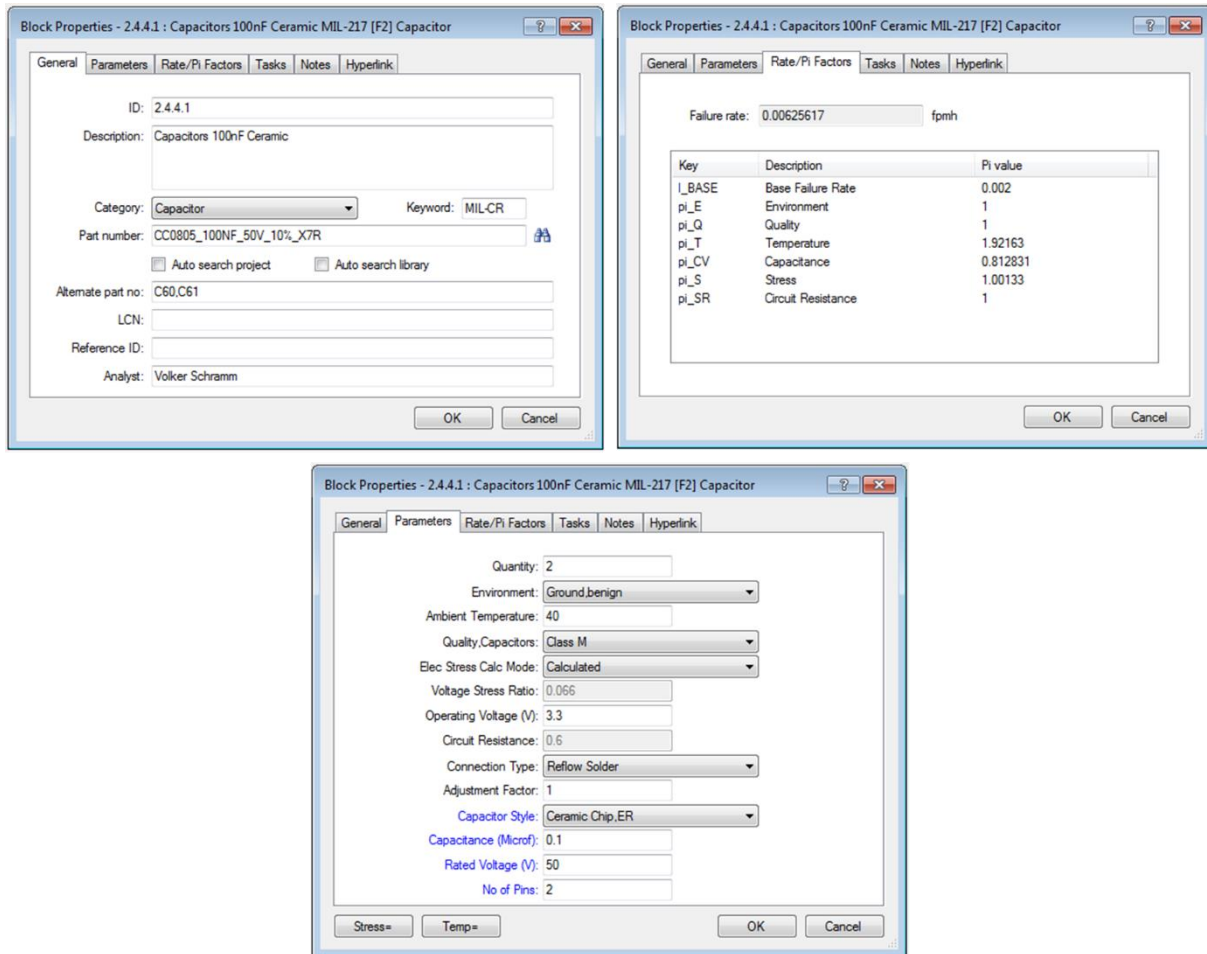 Block Properties - 2.4.4.1 : Capacitors 100nF Ceramic MIL-217 [F2] Capacitor
General Parameters Rate/Pi Factors Tasks Notes Hyperlink
ID: 2.4.4.1
Description: Capacitors 100nF Ceramic
Category: Capacitor Keyword: MIL-CR
Part number: CC0805_100NF_50V_10%_X7R
Auto search project Auto search library
Alternate part no: C60,C61
LCN:
Reference ID:
Analyst: Volker Schramm
OK Cancel
Block Properties - 2.4.4.1 : Capacitors 100nF Ceramic MIL-217 [F2] Capacitor
General Parameters Rate/Pi Factors Tasks Notes Hyperlink
Failure rate: 0.00625617 fpmh
Key Description Pi value
l_BASE Base Failure Rate 0.002
pi_E Environment 1
pi_Q Quality 1
pi_T Temperature 1.92163
pi_CV Capacitance 0.812831
pi_S Stress 1.00133
pi_SR Circuit Resistance 1
OK Cancel
Block Properties - 2.4.4.1 : Capacitors 100nF Ceramic MIL-217 [F2] Capacitor
General Parameters Rate/Pi Factors Tasks Notes Hyperlink
Quantity: 2
Environment: Ground,benign
Ambient Temperature: 40
Quality,Capacitors: Class M
Elec Stress Calc Mode: Calculated
Voltage Stress Ratio: 0.066
Operating Voltage (V): 3.3
Circuit Resistance: 0.6
Connection Type: Reflow Solder
Adjustment Factor: 1
Capacitor Style: Ceramic Chip,ER
Capacitance (Microf): 0.1
Rated Voltage (V): 50
No of Pins: 2
Stress= Temp= OK Cancel